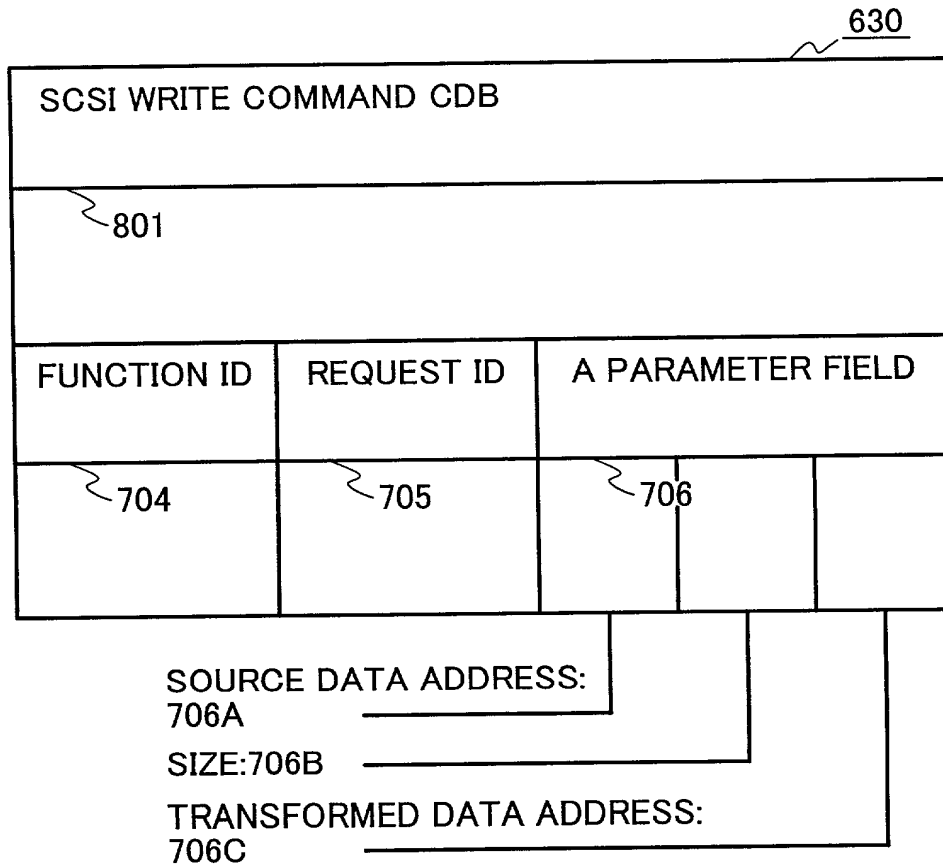 630
SCSI WRITE COMMAND CDB
801
FUNCTION ID
REQUEST ID
A PARAMETER FIELD
704
705
706
SOURCE DATA ADDRESS:
706A
SIZE:706B
TRANSFORMED DATA ADDRESS:
706C